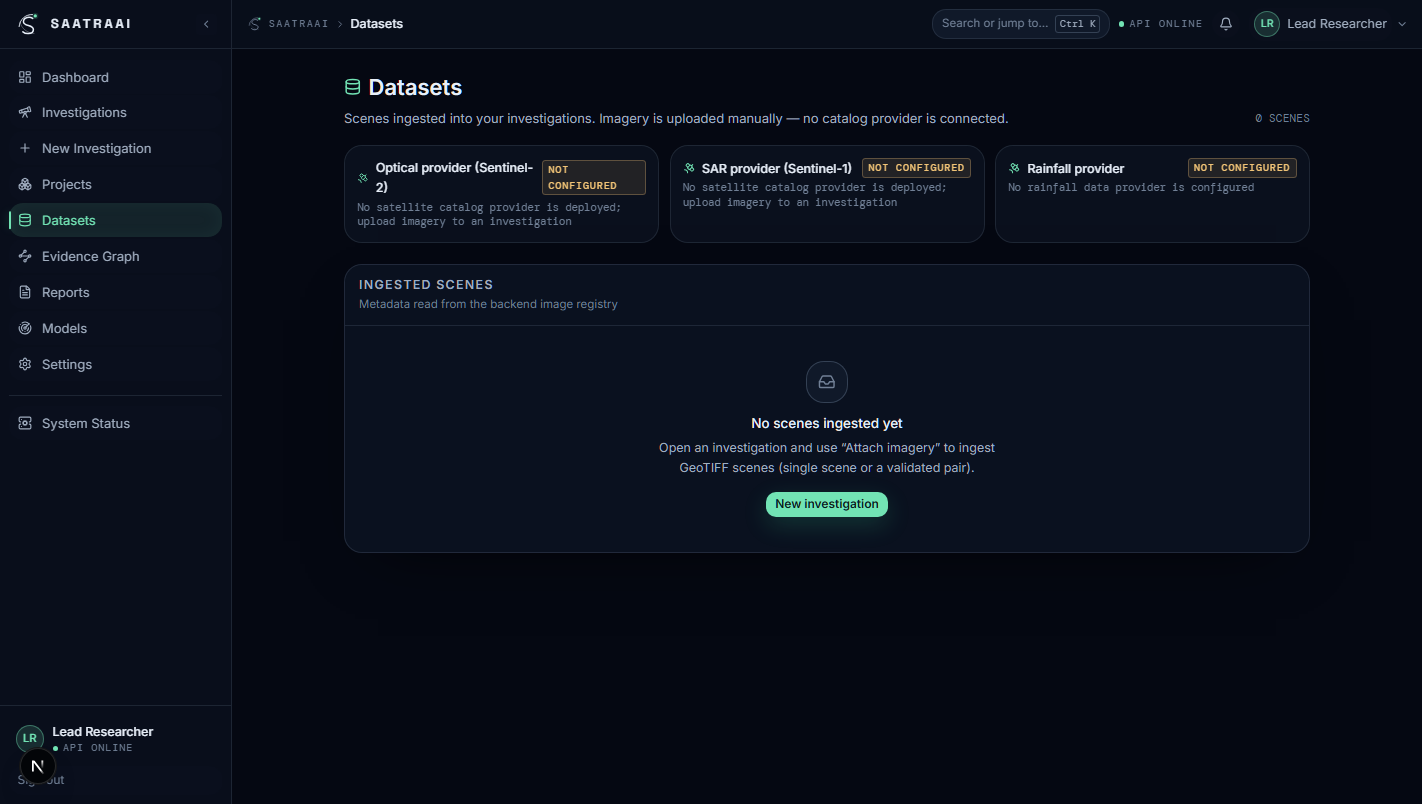 SAATRAAI
SAATRAAI › Datasets
Search or jump to... Ctrl K
API ONLINE
LR Lead Researcher
Dashboard
Investigations
New Investigation
Projects
Datasets
Evidence Graph
Reports
Models
Settings
System Status
Datasets
Scenes ingested into your investigations. Imagery is uploaded manually — no catalog provider is connected.
0 SCENES
Optical provider (Sentinel-
2)
NOT
CONFIGURED
No satellite catalog provider is deployed;
upload imagery to an investigation
SAR provider (Sentinel-1) NOT CONFIGURED
No satellite catalog provider is deployed;
upload imagery to an investigation
Rainfall provider NOT CONFIGURED
No rainfall data provider is configured
INGESTED SCENES
Metadata read from the backend image registry
No scenes ingested yet
Open an investigation and use “Attach imagery” to ingest
GeoTIFF scenes (single scene or a validated pair).
New investigation
LR Lead Researcher
API ONLINE
N